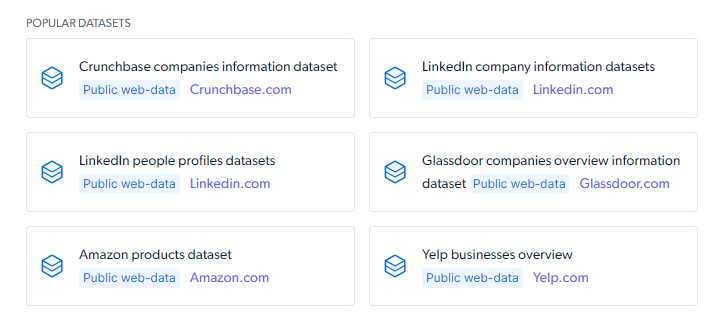 POPULAR DATASETS
Crunchbase companies information dataset
Public web-data Crunchbase.com
LinkedIn company information datasets
Public web-data Linkedin.com
LinkedIn people profiles datasets
Public web-data Linkedin.com
Glassdoor companies overview information
dataset Public web-data Glassdoor.com
Amazon products dataset
Public web-data Amazon.com
Yelp businesses overview
Public web-data Yelp.com